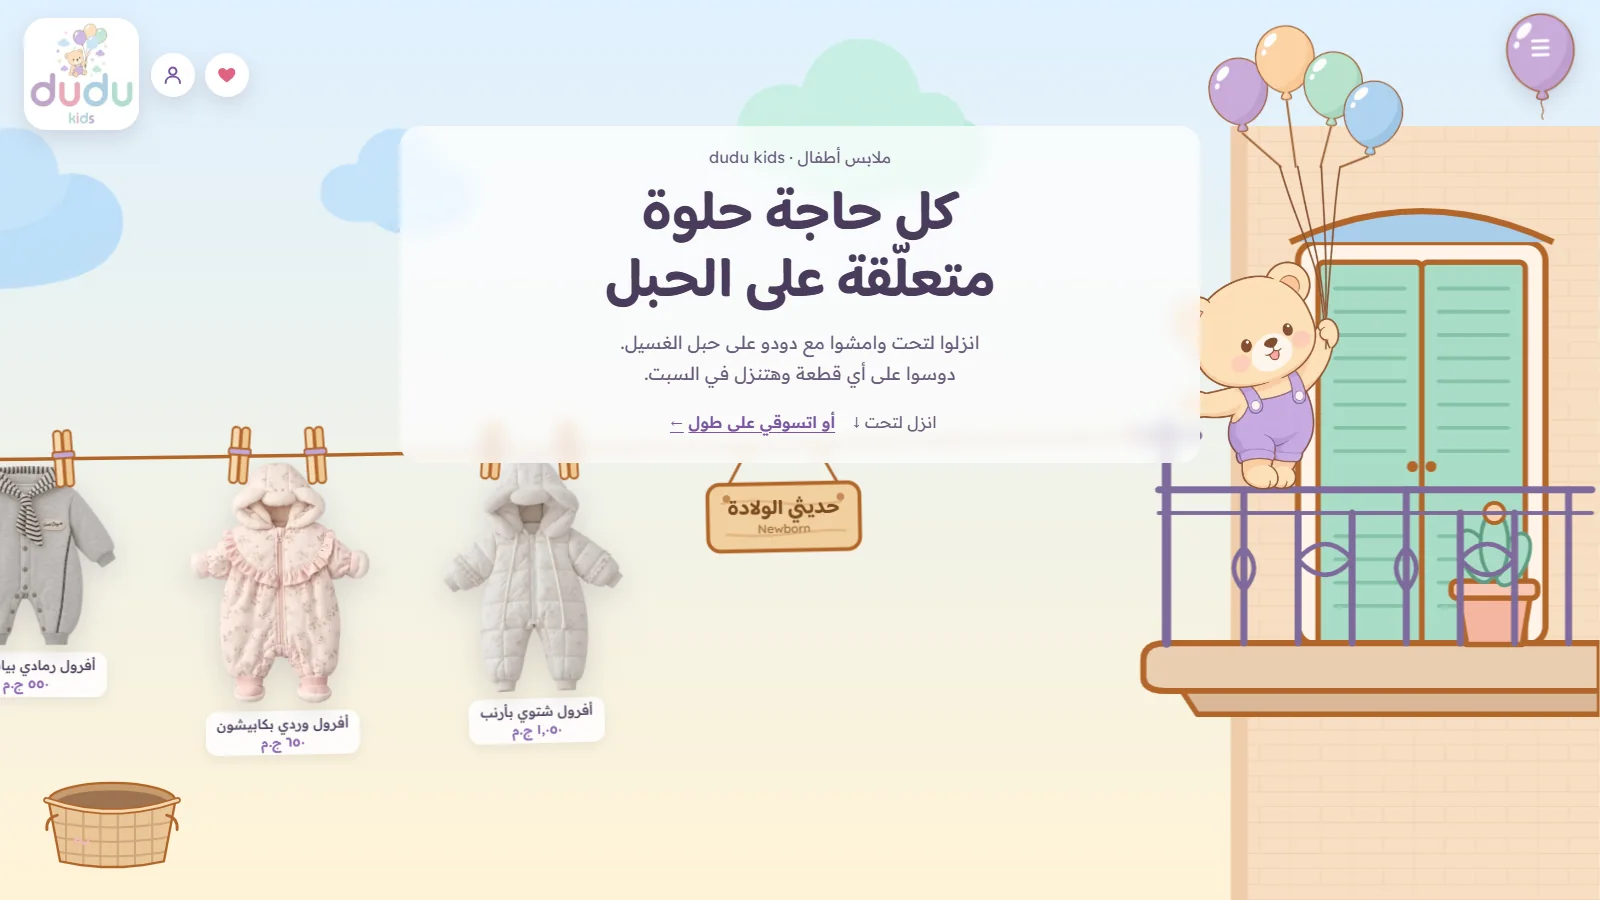 dudu
kids
ملابس أطفال · dudu kids
كل حاجة حلوة
متعلّقة على الحبل
انزلوا لتحت وامشوا مع دودو على حبل الغسيل.
دوسوا على أي قطعة وهتنزل في السبت.
انزل لتحت ↓ أو اتسوقي على طول ←
حديثي الولادة
Newborn
أفرول شتوي بأرنب
١٬٠٥٠ ج.م
أفرول وردي بكابيشون
٦٥٠ ج.م
أفرول رمادي
٥٥٠ ج.م